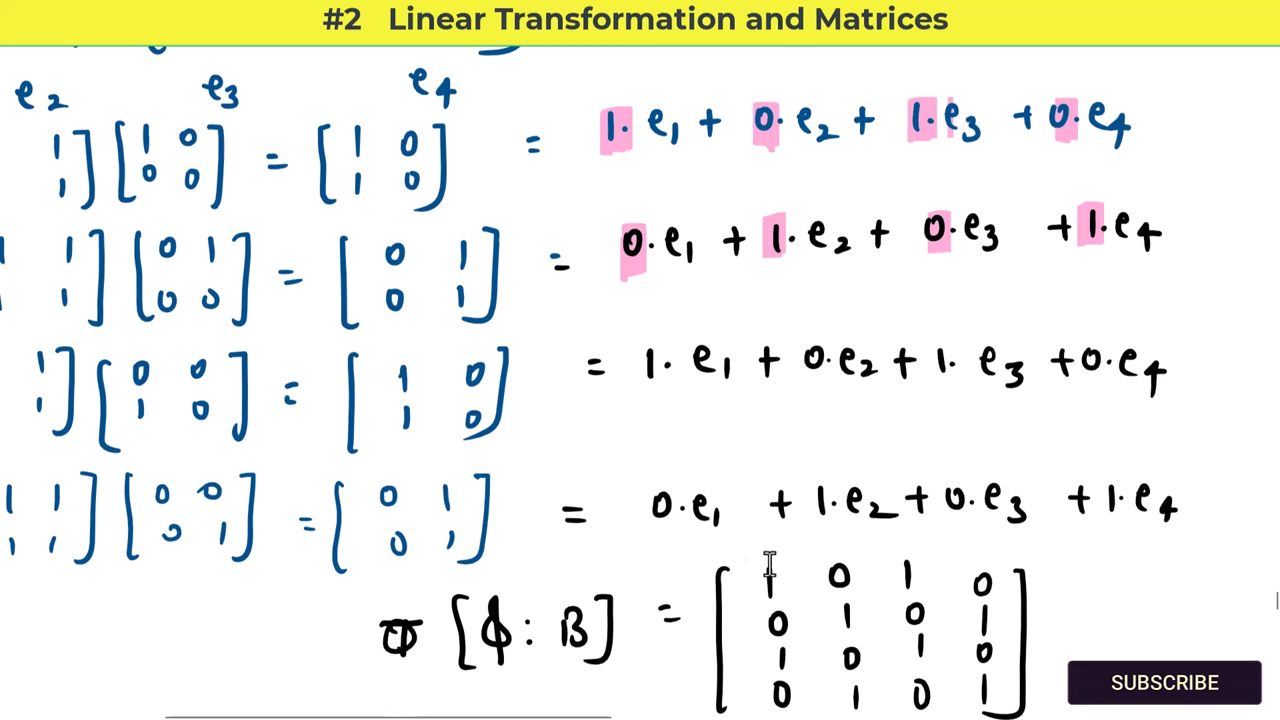 #2 Linear Transformation and Matrices
e2 e3 e4
1] [1 0 = [1 0 = 1. e1 + 0. e2 + 1. e3 + 0. e4
1] 0 0] 1 0]
1 1] [0 1 = [0 1 = 0. e1 + 1. e2 + 0. e3 + 1. e4
1 1] 0 0] 0 1]
1] [0 0 = [1 0 = 1. e1 + 0. e2 + 1. e3 + 0. e4
1] 1 0] 1 0]
1 1] [0 0 = [0 1 = 0. e1 + 1. e2 + 0. e3 + 1. e4
1 1] 0 1] 0 1]
[ϕ : B] = [1 0 1 0
0 1 0 1
1 0 1 0
0 1 0 1]
SUBSCRIBE